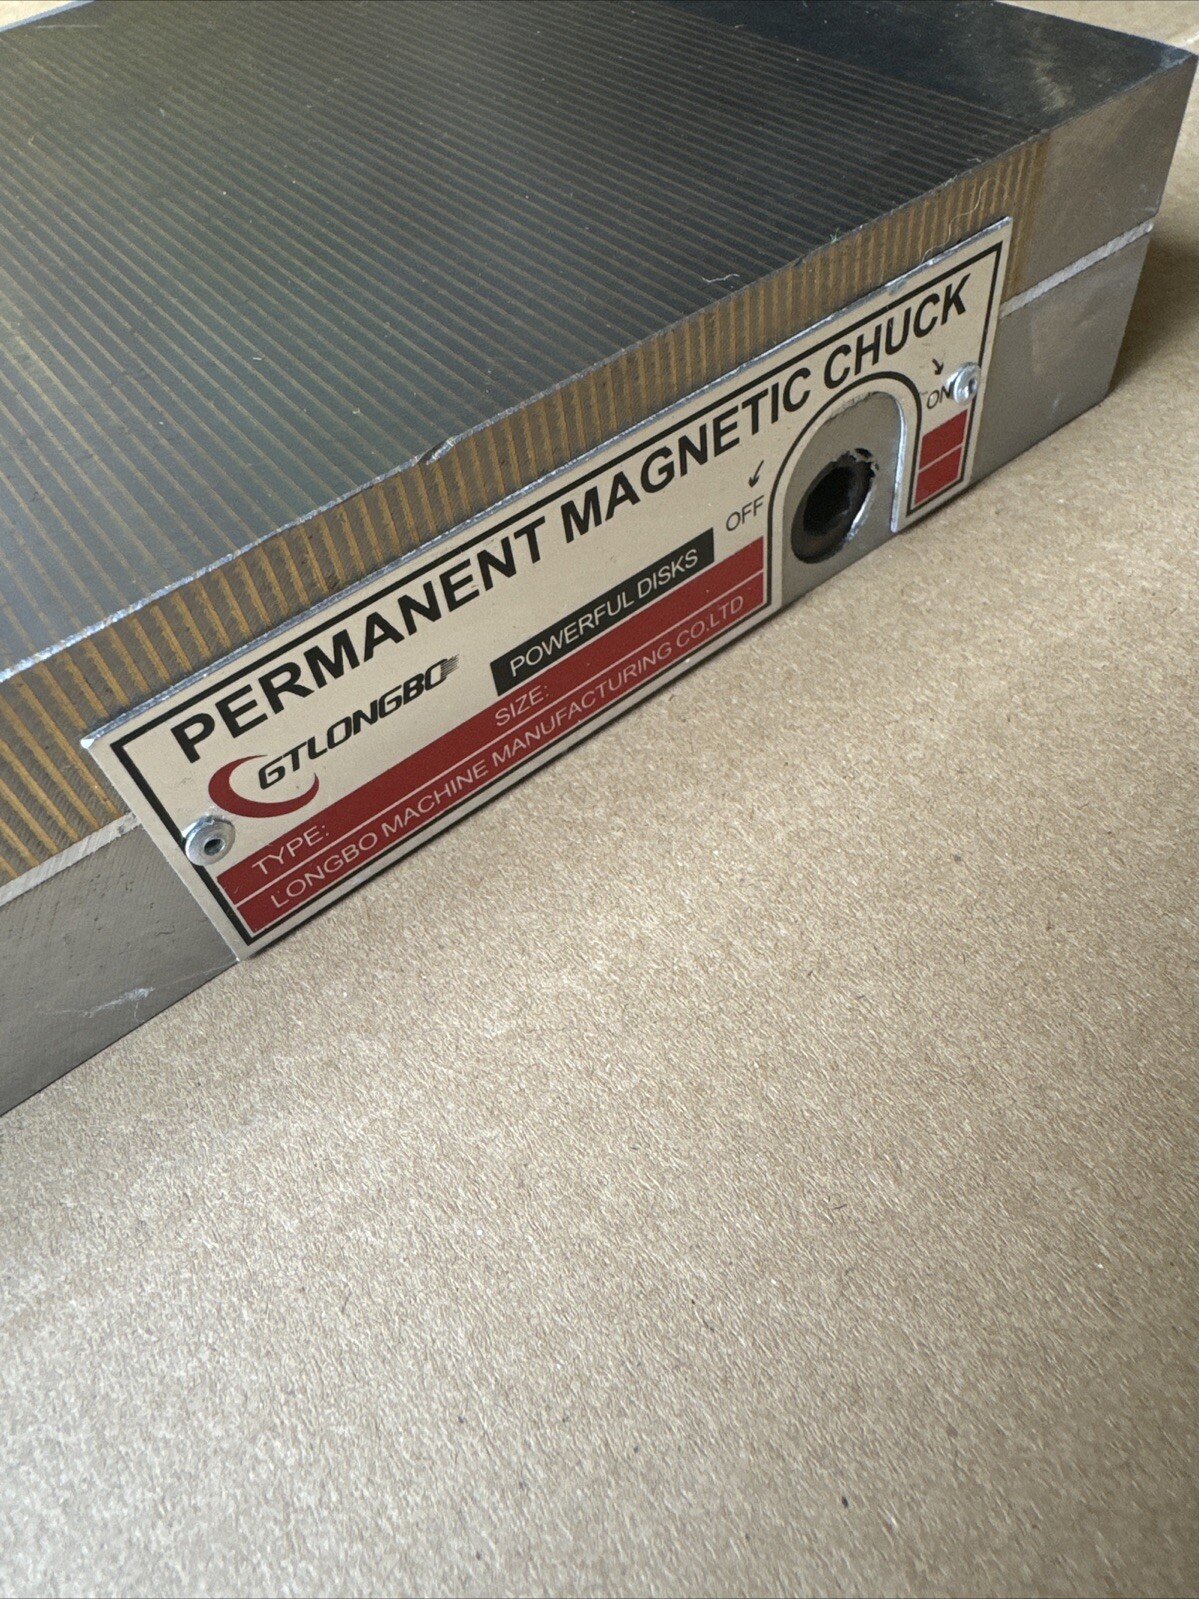 PERMANENT MAGNETIC CHUCK
GTLONGBO
POWERFUL DISKS
OFF
ON
TYPE:
SIZE:
LONGBO MACHINE MANUFACTURING CO.LTD